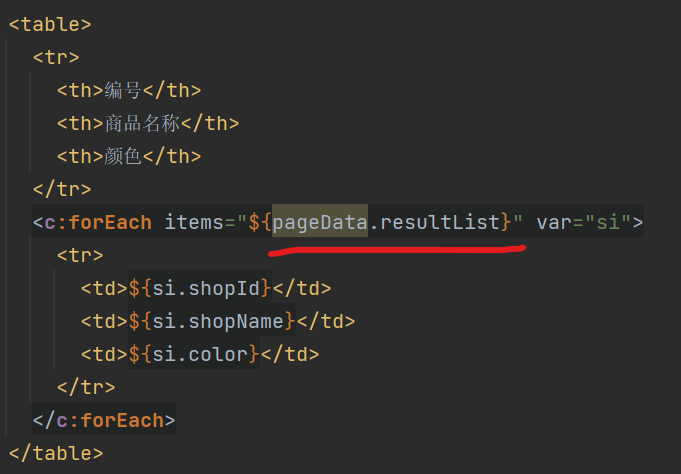 <table>
<tr>
<th>编号</th>
<th>商品名称</th>
<th>颜色</th>
</tr>
<c:forEach items="${pageData.resultList}" var="si">
<tr>
<td>${si.shopId}</td>
<td>${si.shopName}</td>
<td>${si.color}</td>
</tr>
</c:forEach>
</table>